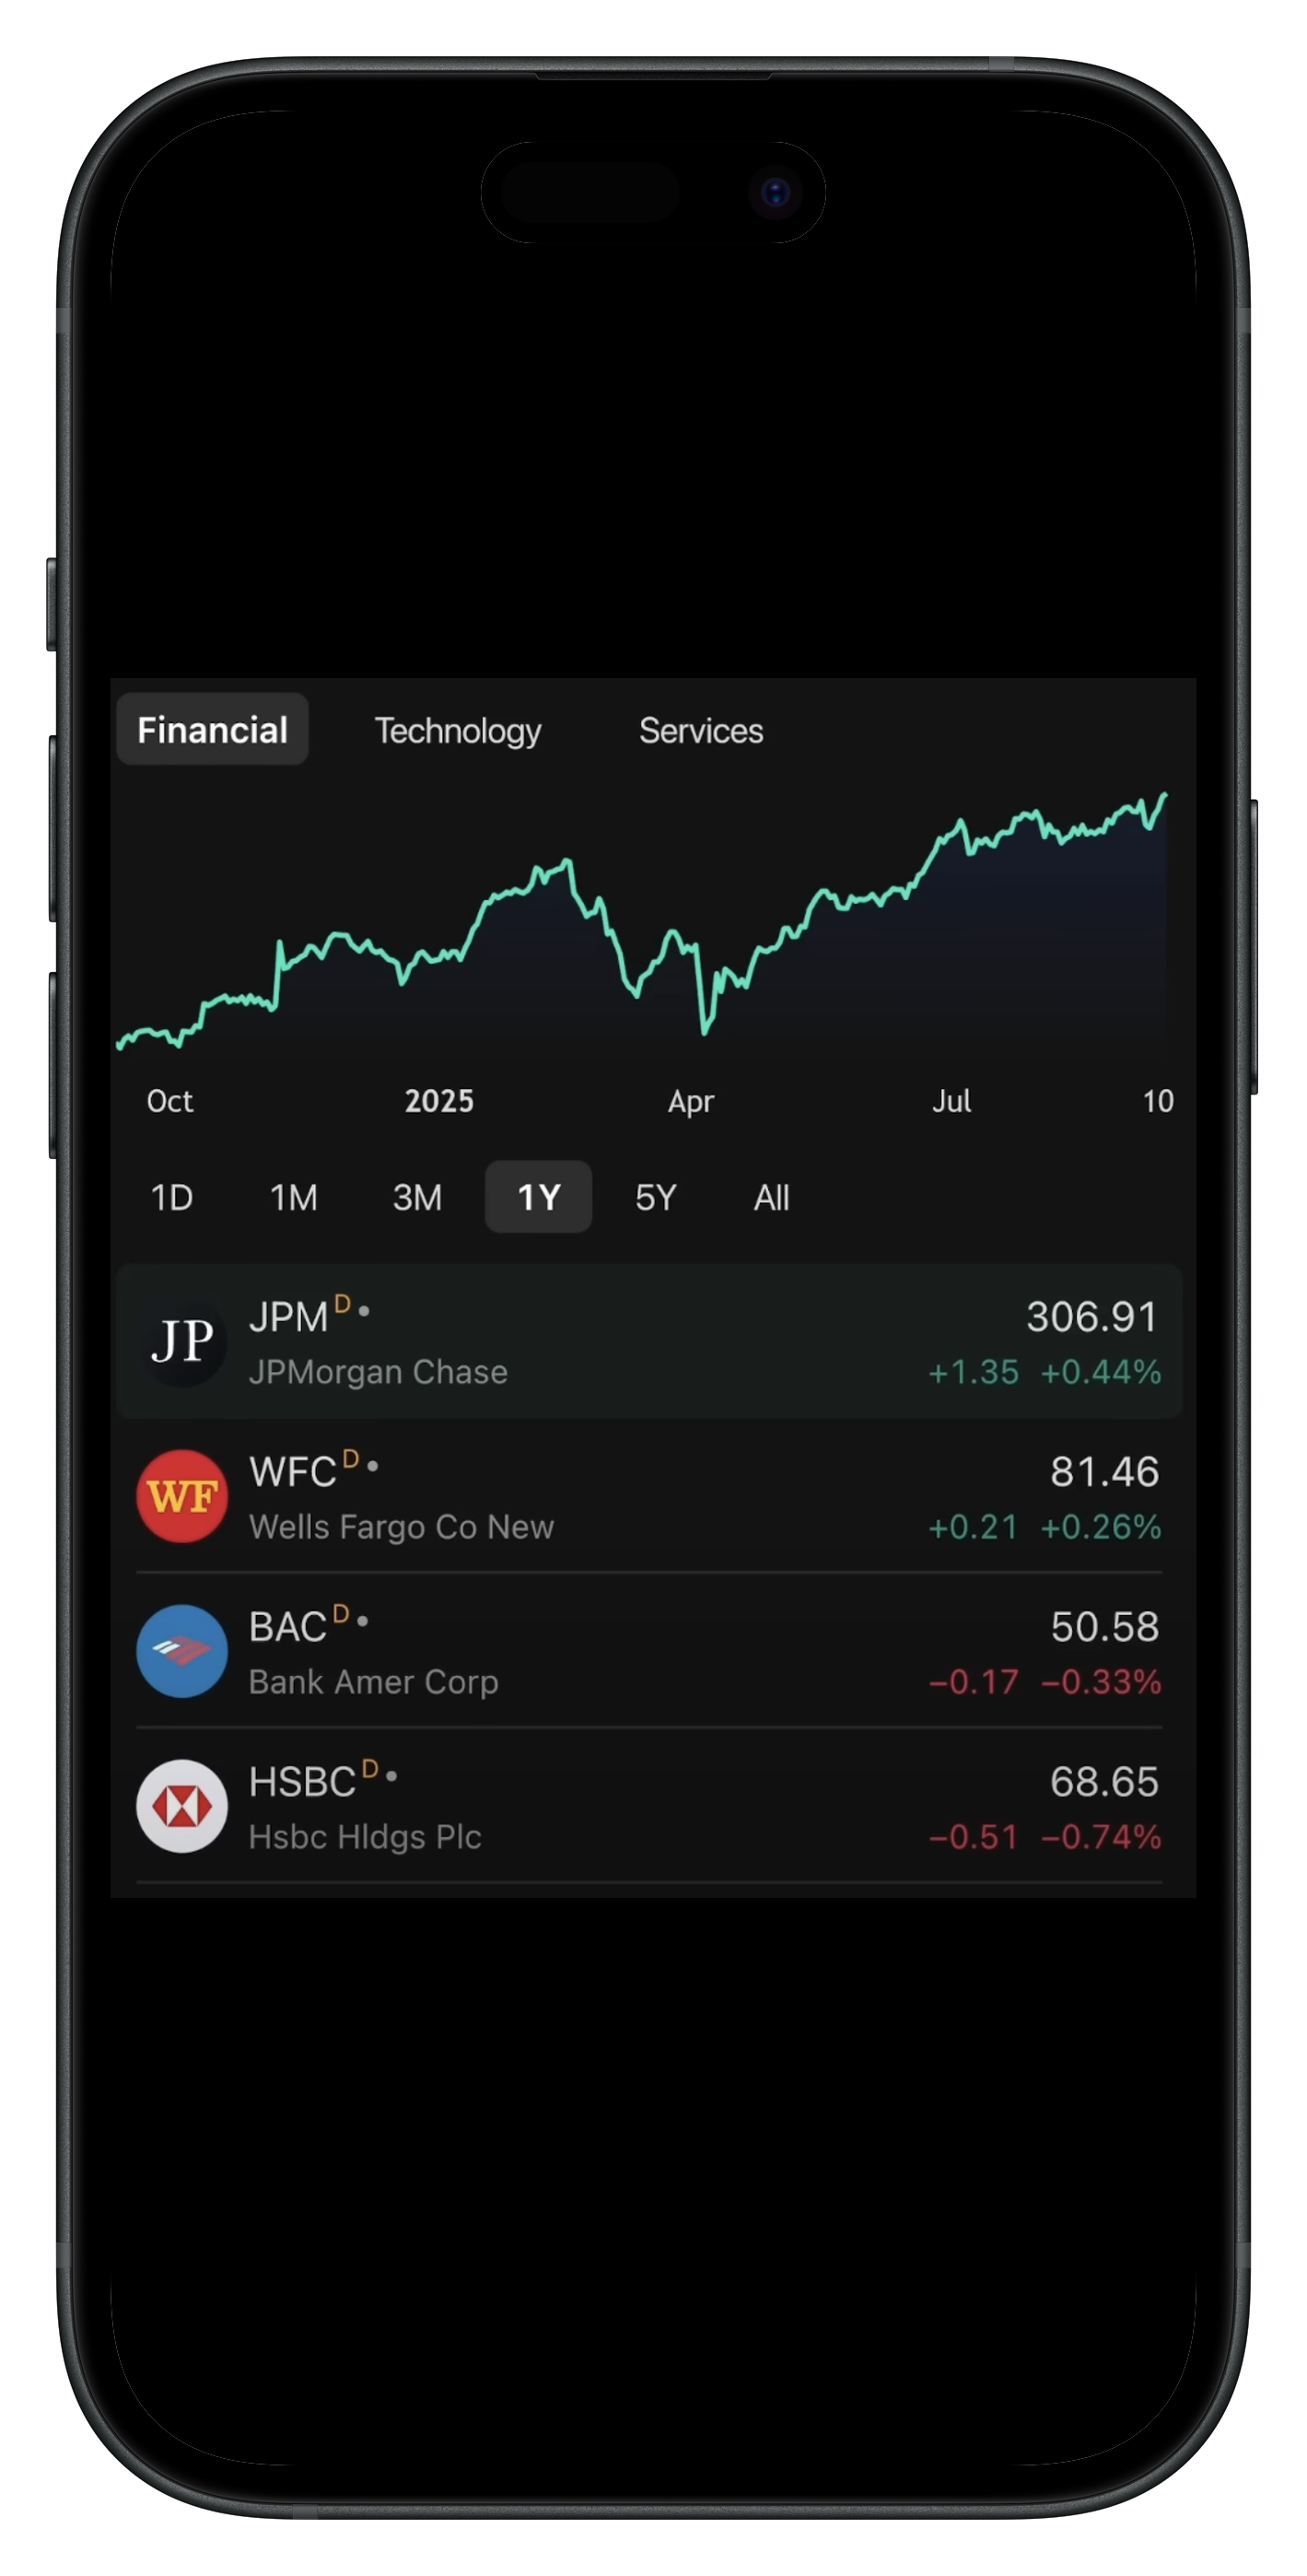 Financial Technology Services
Oct 2025 Apr Jul 10
1D 1M 3M 1Y 5Y All
JP JPM D • 306.91
JPMorgan Chase +1.35 +0.44%
WF WFC D • 81.46
Wells Fargo Co New +0.21 +0.26%
BAC D • 50.58
Bank Amer Corp −0.17 −0.33%
HSBC D • 68.65
Hsbc Hldgs Plc −0.51 −0.74%